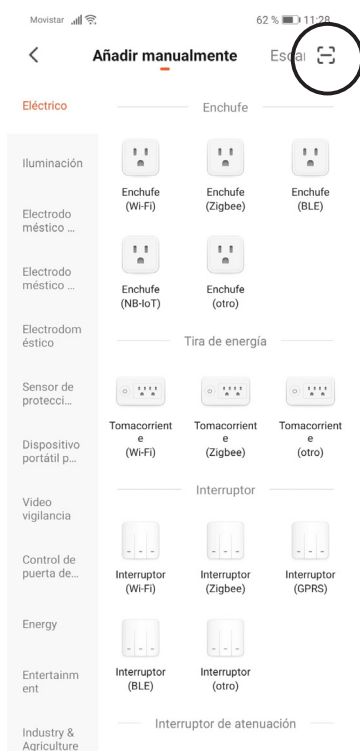 Movistar 62 % 11:28
Añadir manualmente Esca
Eléctrico
Iluminación
Electrodo
méstico ...
Electrodo
méstico ...
Electrodom
éstico
Sensor de
protecci...
Dispositivo
portátil p...
Video
vigilancia
Control de
puerta de...
Energy
Entertainm
ent
Industry &
Agriculture
Enchufe
Enchufe Enchufe Enchufe
(Wi-Fi) (Zigbee) (BLE)
Enchufe Enchufe
(NB-IoT) (otro)
Tira de energía
Tomacorrient Tomacorrient Tomacorrient
e e e
(Wi-Fi) (Zigbee) (otro)
Interruptor
Interruptor Interruptor Interruptor
(Wi-Fi) (Zigbee) (GPRS)
Interruptor Interruptor
(BLE) (otro)
Interruptor de atenuación